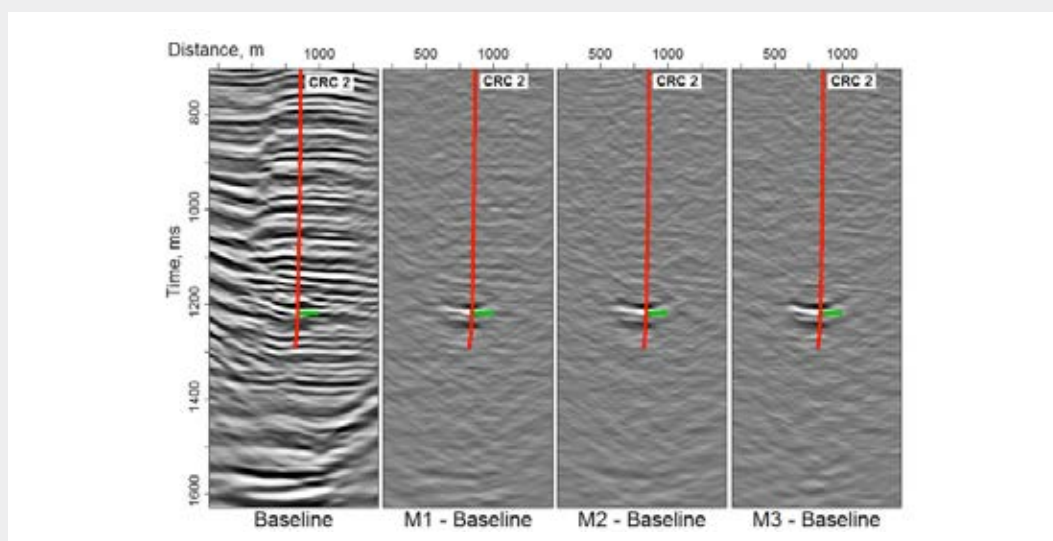 Distance, m 1000 500 1000 500 1000 500 1000
CRC 2 CRC 2 CRC 2 CRC 2
800
1000
Time, ms
1200
1400
1600
Baseline M1 - Baseline M2 - Baseline M3 - Baseline